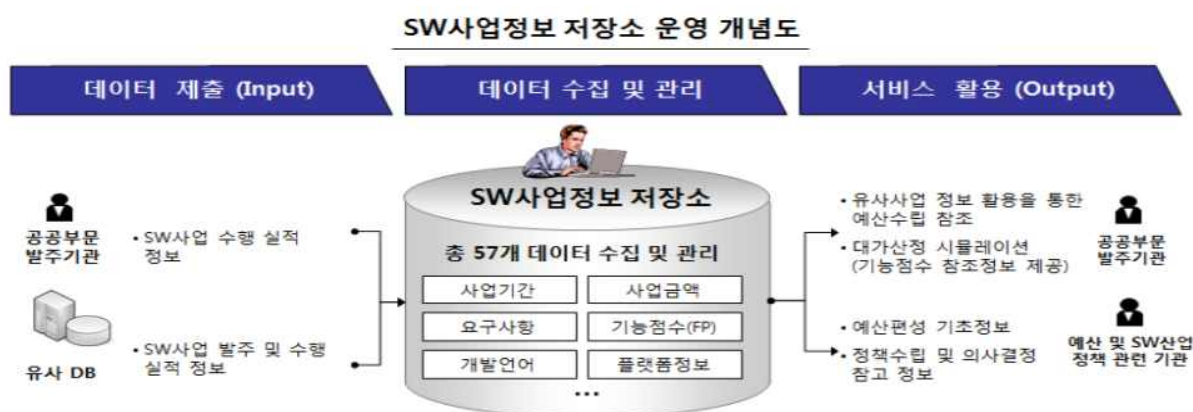 SW사업정보 저장소 운영 개념도
데이터 제출 (Input)
공공부문
발주기관
• SW사업 수행 실적
정보
유사 DB
• SW사업 발주 및 수행
실적 정보
데이터 수집 및 관리
SW사업정보 저장소
총 57개 데이터 수집 및 관리
사업기간
사업금액
요구사항
기능점수(FP)
개발언어
플랫폼정보
•••
서비스 활용 (Output)
• 유사사업 정보 활용을 통한
예산수립 참조
• 대가산정 시뮬레이션
(기능점수 참조정보 제공)
공공부문
발주기관
• 예산편성 기초정보
• 정책수립 및 의사결정
참고 정보
예산 및 SW산업
정책 관련 기관